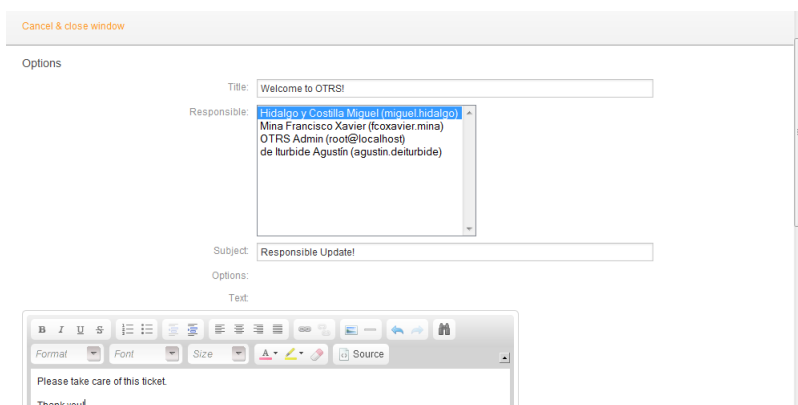 Cancel & close window
Options
Title: Welcome to OTRS!
Responsible: Hidalgo y Costilla Miguel (miguel.hidalgo)
Mina Francisco Xavier (fcoxavier.mina)
OTRS Admin (root@localhost)
de Iturbide Agustín (agustin.deiturbide)
Subject: Responsible Update!
Options:
Text:
B I U S
Format Font Size A Source
Please take care of this ticket.
Thank you!